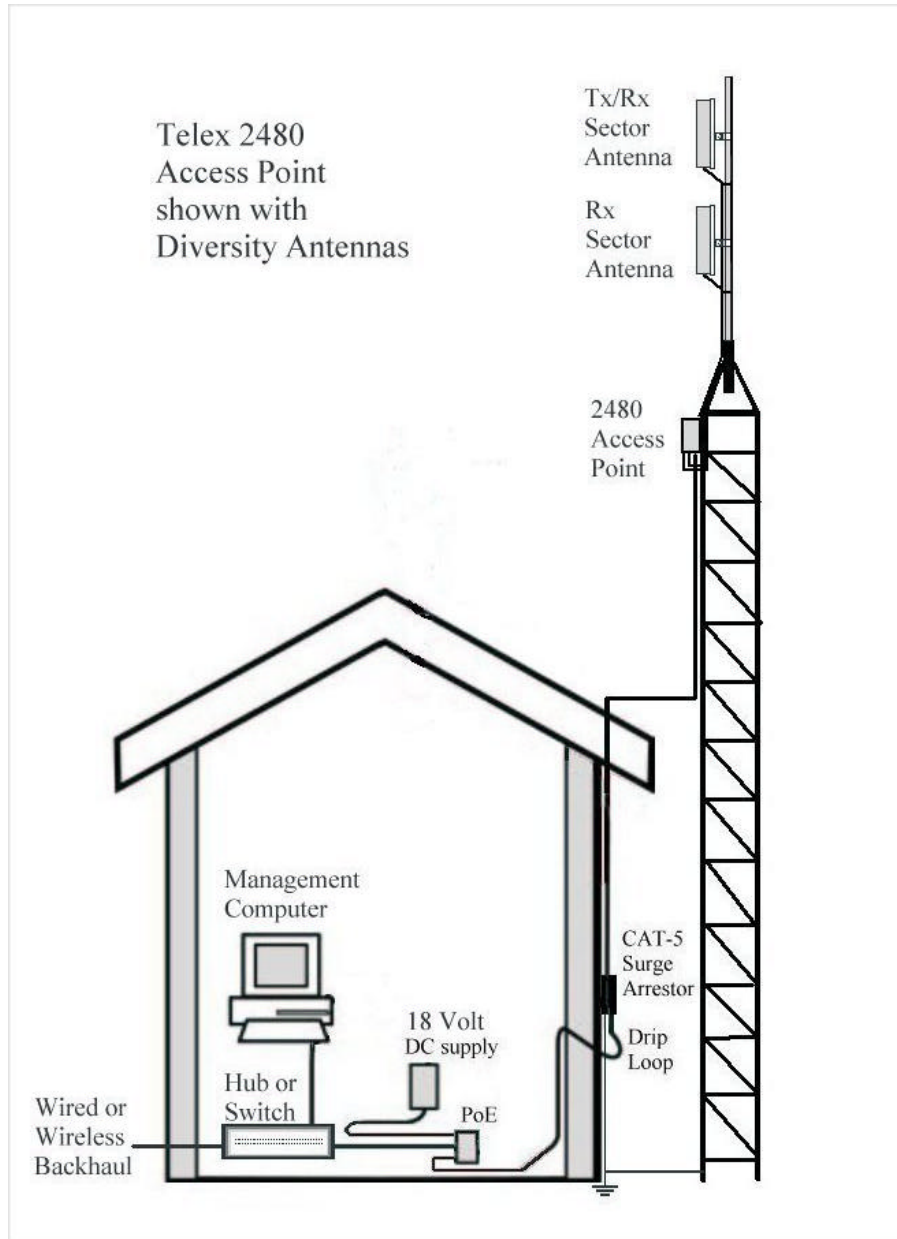 Telex 2480
Access Point
shown with
Diversity Antennas
Tx/Rx
Sector
Antenna
Rx
Sector
Antenna
2480
Access
Point
Management
Computer
CAT-5
Surge
Arrestor
18 Volt
DC supply
Drip
Loop
Hub or
Switch
PoE
Wired or
Wireless
Backhaul